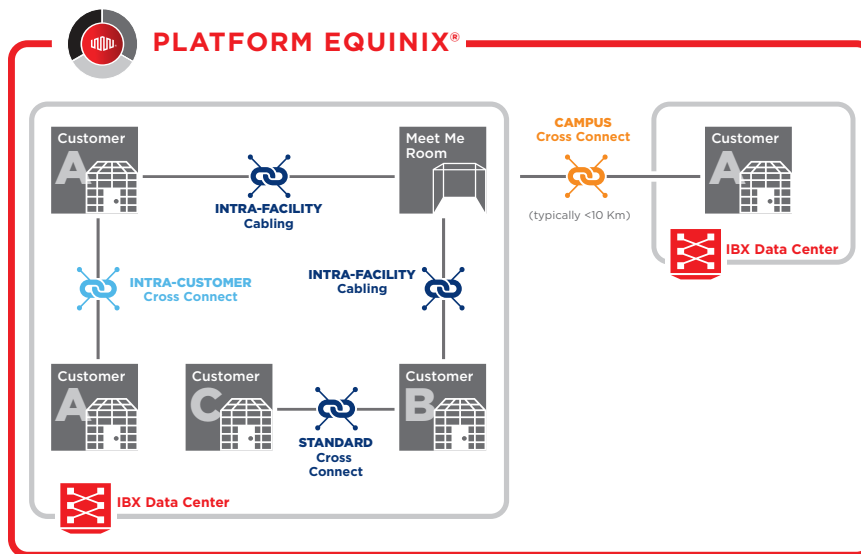 PLATFORM EQUINIX®
Customer
A
INTRA-FACILITY
Cabling
Meet Me
Room
CAMPUS
Cross Connect
(typically <10 Km)
Customer
A
IBX Data Center
INTRA-CUSTOMER
Cross Connect
INTRA-FACILITY
Cabling
Customer
A
Customer
C
STANDARD
Cross
Connect
Customer
B
IBX Data Center